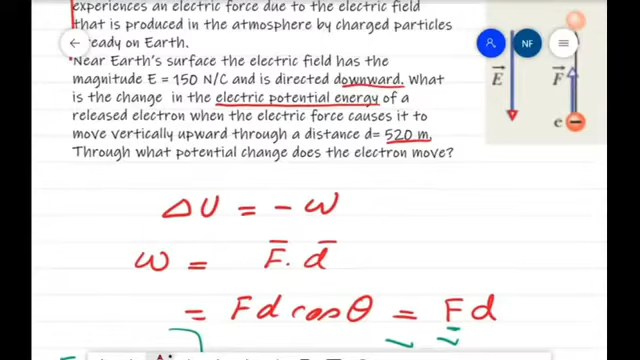 experiences an electric force due to the electric field
that is produced in the atmosphere by charged particles
already on Earth.
Near Earth's surface the electric field has the
magnitude E = 150 N/C and is directed downward. What
is the change in the electric potential energy of a
released electron when the electric force causes it to
move vertically upward through a distance d= 520 m.
Through what potential change does the electron move?
NF
E F
e
ΔU = - W
W = F̄ . d̄
= F d cos θ = F d